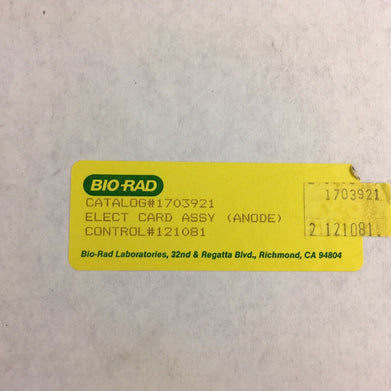 BIO-RAD
CATALOG#1703921
ELECT CARD ASSY (ANODE)
CONTROL#121081
Bio-Rad Laboratories, 32nd & Regatta Blvd., Richmond, CA 94804
1703921
2 121081